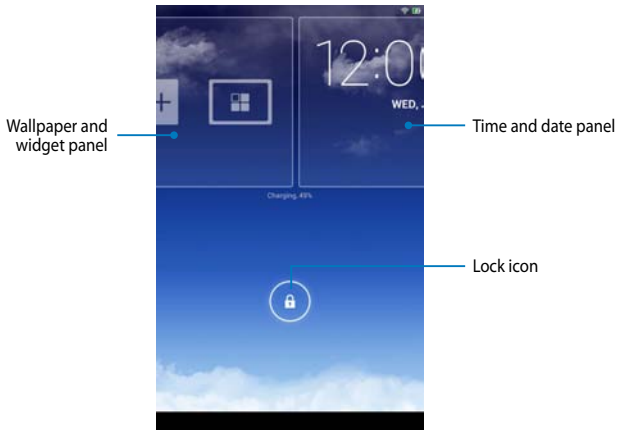 12:0
WED, J
Wallpaper and
widget panel
Time and date panel
Charging, 49%
Lock icon